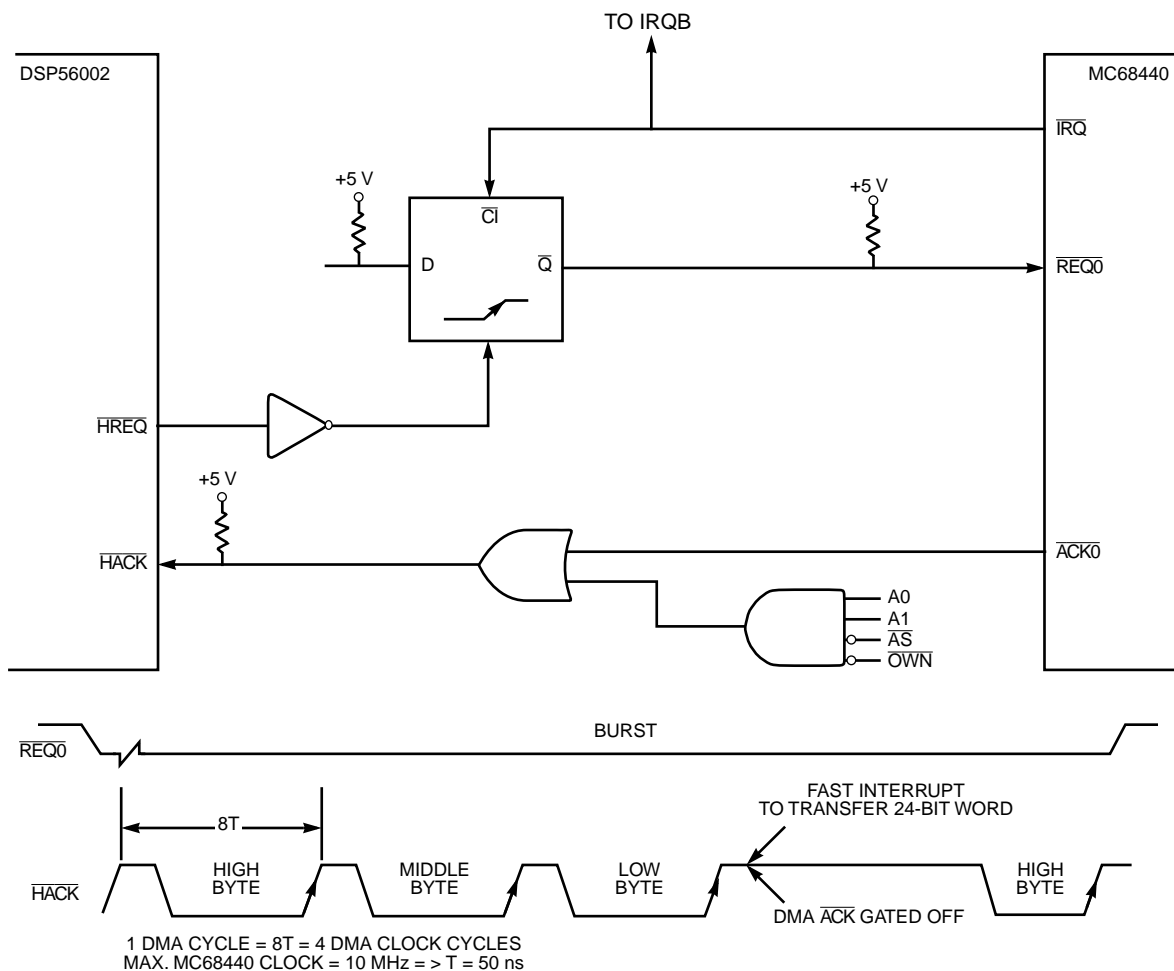 TO IRQB
DSP56002
MC68440
IRQ
+5 V
+5 V
CI
D
Q
REQ0
HREQ
+5 V
HACK
ACK0
A0
A1
AS
OWN
BURST
REQ0
FAST INTERRUPT
TO TRANSFER 24-BIT WORD
8T
HIGH
BYTE
MIDDLE
BYTE
LOW
BYTE
HIGH
BYTE
HACK
DMA ACK GATED OFF
1 DMA CYCLE = 8T = 4 DMA CLOCK CYCLES
MAX. MC68440 CLOCK = 10 MHz = > T = 50 ns